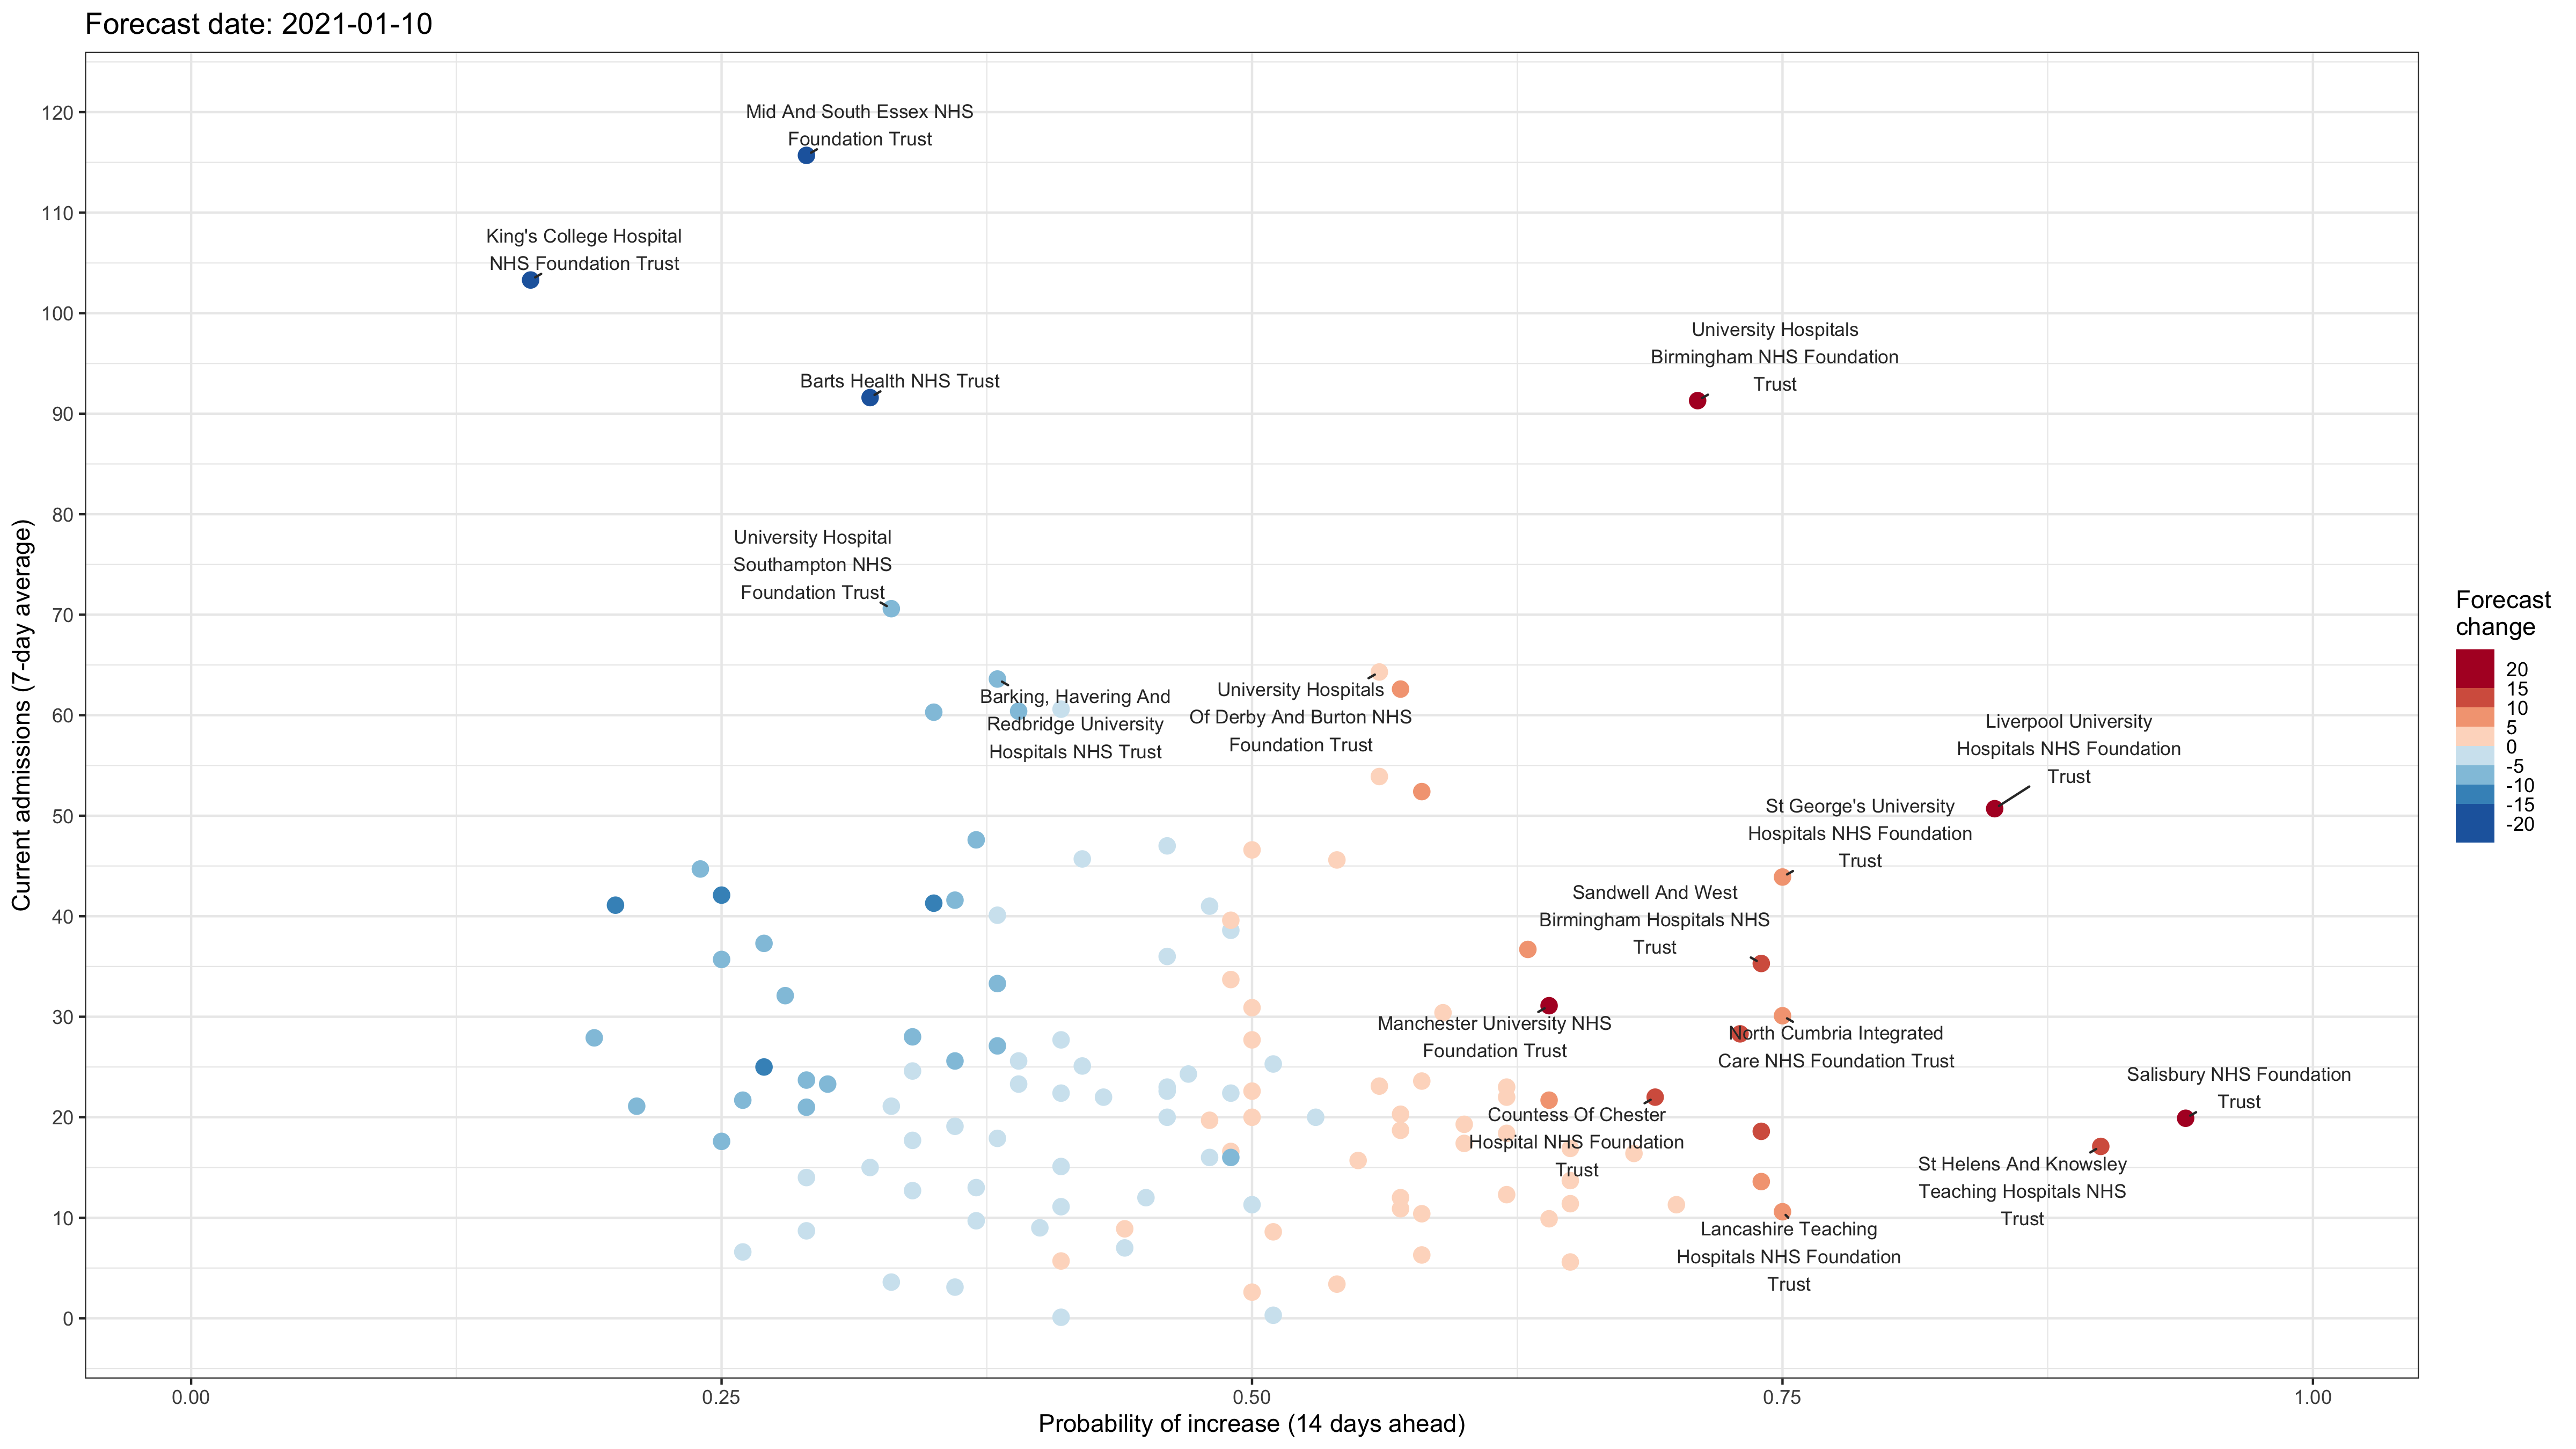 Forecast date: 2021-01-10
120
110
100
90
80
70
60
50
40
30
20
10
0
Current admissions (7-day average)
Mid And South Essex NHS
Foundation Trust
King's College Hospital
NHS Foundation Trust
University Hospitals
Birmingham NHS Foundation
Trust
Barts Health NHS Trust
University Hospital
Southampton NHS
Foundation Trust
Barking, Havering And
Redbridge University
Hospitals NHS Trust
University Hospitals
Of Derby And Burton NHS
Foundation Trust
Liverpool University
Hospitals NHS Foundation
Trust
St George's University
Hospitals NHS Foundation
Trust
Sandwell And West
Birmingham Hospitals NHS
Trust
Manchester University NHS
Foundation Trust
North Cumbria Integrated
Care NHS Foundation Trust
Salisbury NHS Foundation
Trust
Countess Of Chester
Hospital NHS Foundation
Trust
St Helens And Knowsley
Teaching Hospitals NHS
Trust
Lancashire Teaching
Hospitals NHS Foundation
Trust
0.00
0.25
0.50
0.75
1.00
Probability of increase (14 days ahead)
Forecast
change
20
15
10
5
0
-5
-10
-15
-20